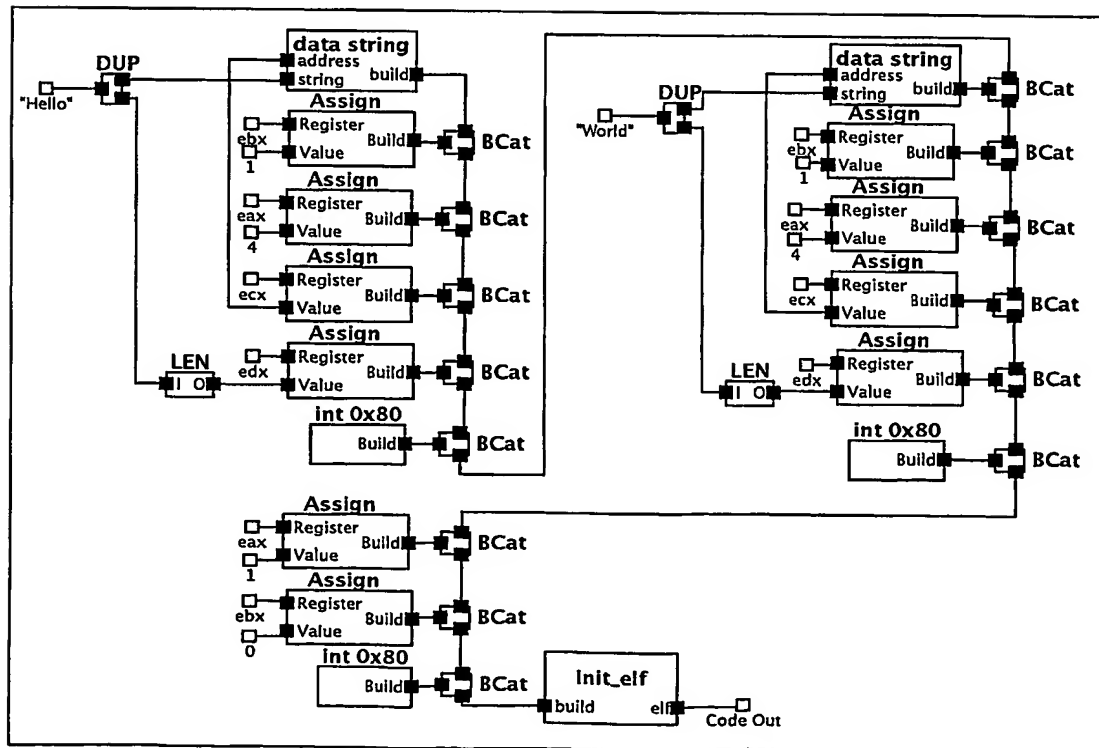 DUP
"Hello"
data string
address
string
build
Assign
Register
Build
ebx
Value
1
BCat
Assign
Register
Build
eax
Value
4
BCat
Assign
Register
Build
ecx
Value
BCat
LEN
I O
Assign
Register
Build
edx
Value
BCat
int 0x80
Build
BCat
DUP
"World"
data string
address
string
build
BCat
Assign
Register
Build
ebx
Value
1
BCat
Assign
Register
Build
eax
Value
4
BCat
Assign
Register
Build
ecx
Value
BCat
LEN
I O
Assign
Register
Build
edx
Value
BCat
int 0x80
Build
BCat
Assign
Register
Build
eax
Value
1
BCat
Assign
Register
Build
ebx
Value
0
BCat
int 0x80
Build
BCat
Init_elf
build
elf
Code Out